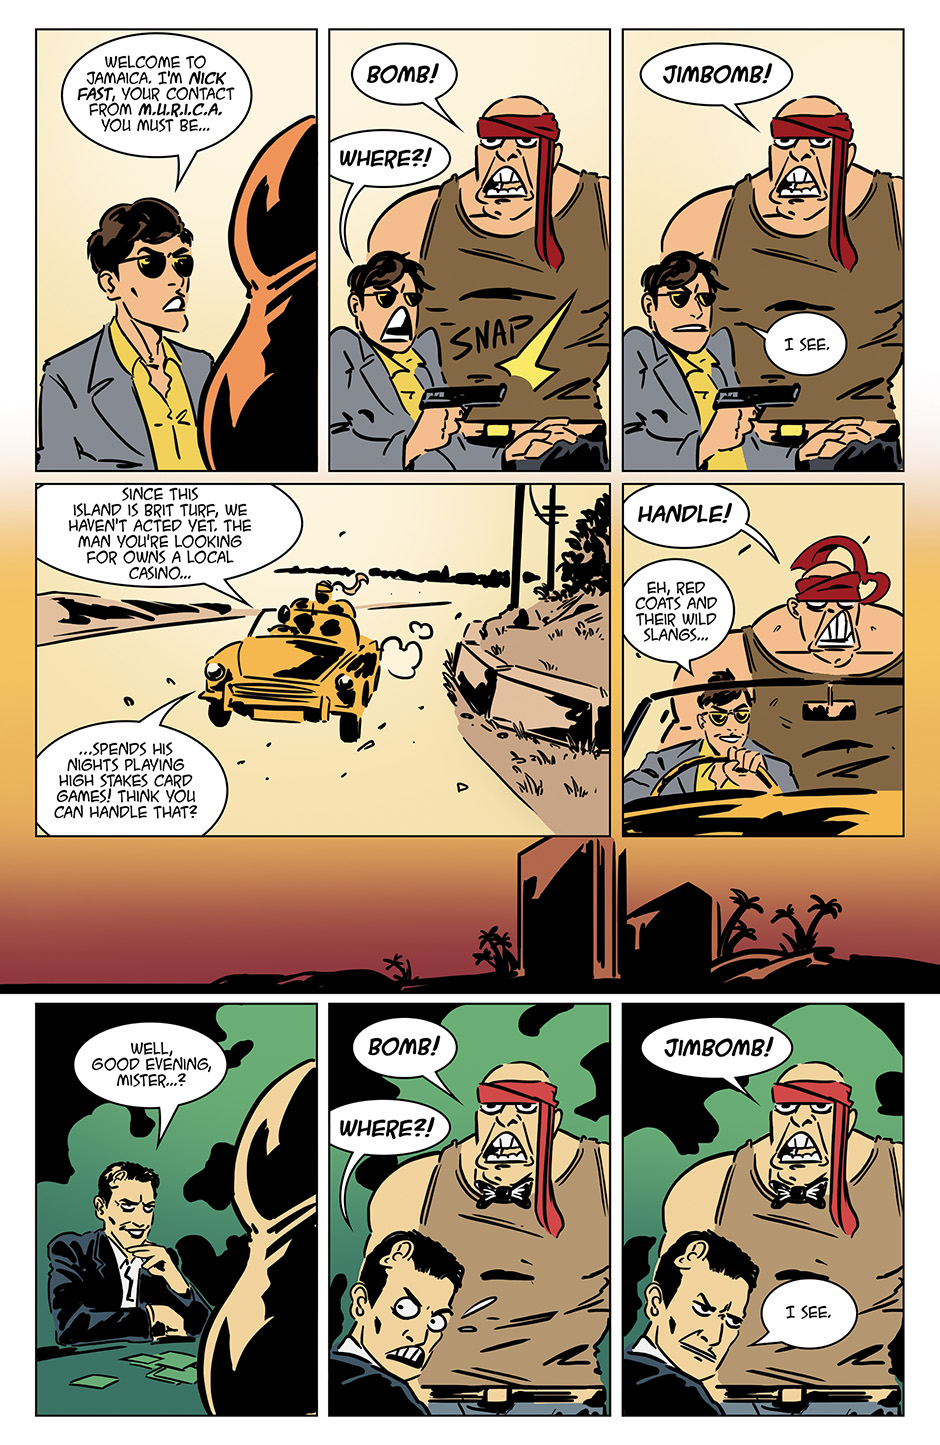 WELCOME TO
JAMAICA. I'M NICK
FAST, YOUR CONTACT
FROM M.U.R.I.C.A.
YOU MUST BE...
BOMB!
WHERE?!
SNAP
JIMBOMB!
I SEE.
SINCE THIS
ISLAND IS BRIT TURF, WE
HAVEN'T ACTED YET. THE
MAN YOU'RE LOOKING
FOR OWNS A LOCAL
CASINO...
...SPENDS HIS
NIGHTS PLAYING
HIGH STAKES CARD
GAMES! THINK YOU
CAN HANDLE THAT?
HANDLE!
EH, RED
COATS AND
THEIR WILD
SLANGS...
WELL,
GOOD EVENING,
MISTER...?
BOMB!
WHERE?!
JIMBOMB!
I SEE.